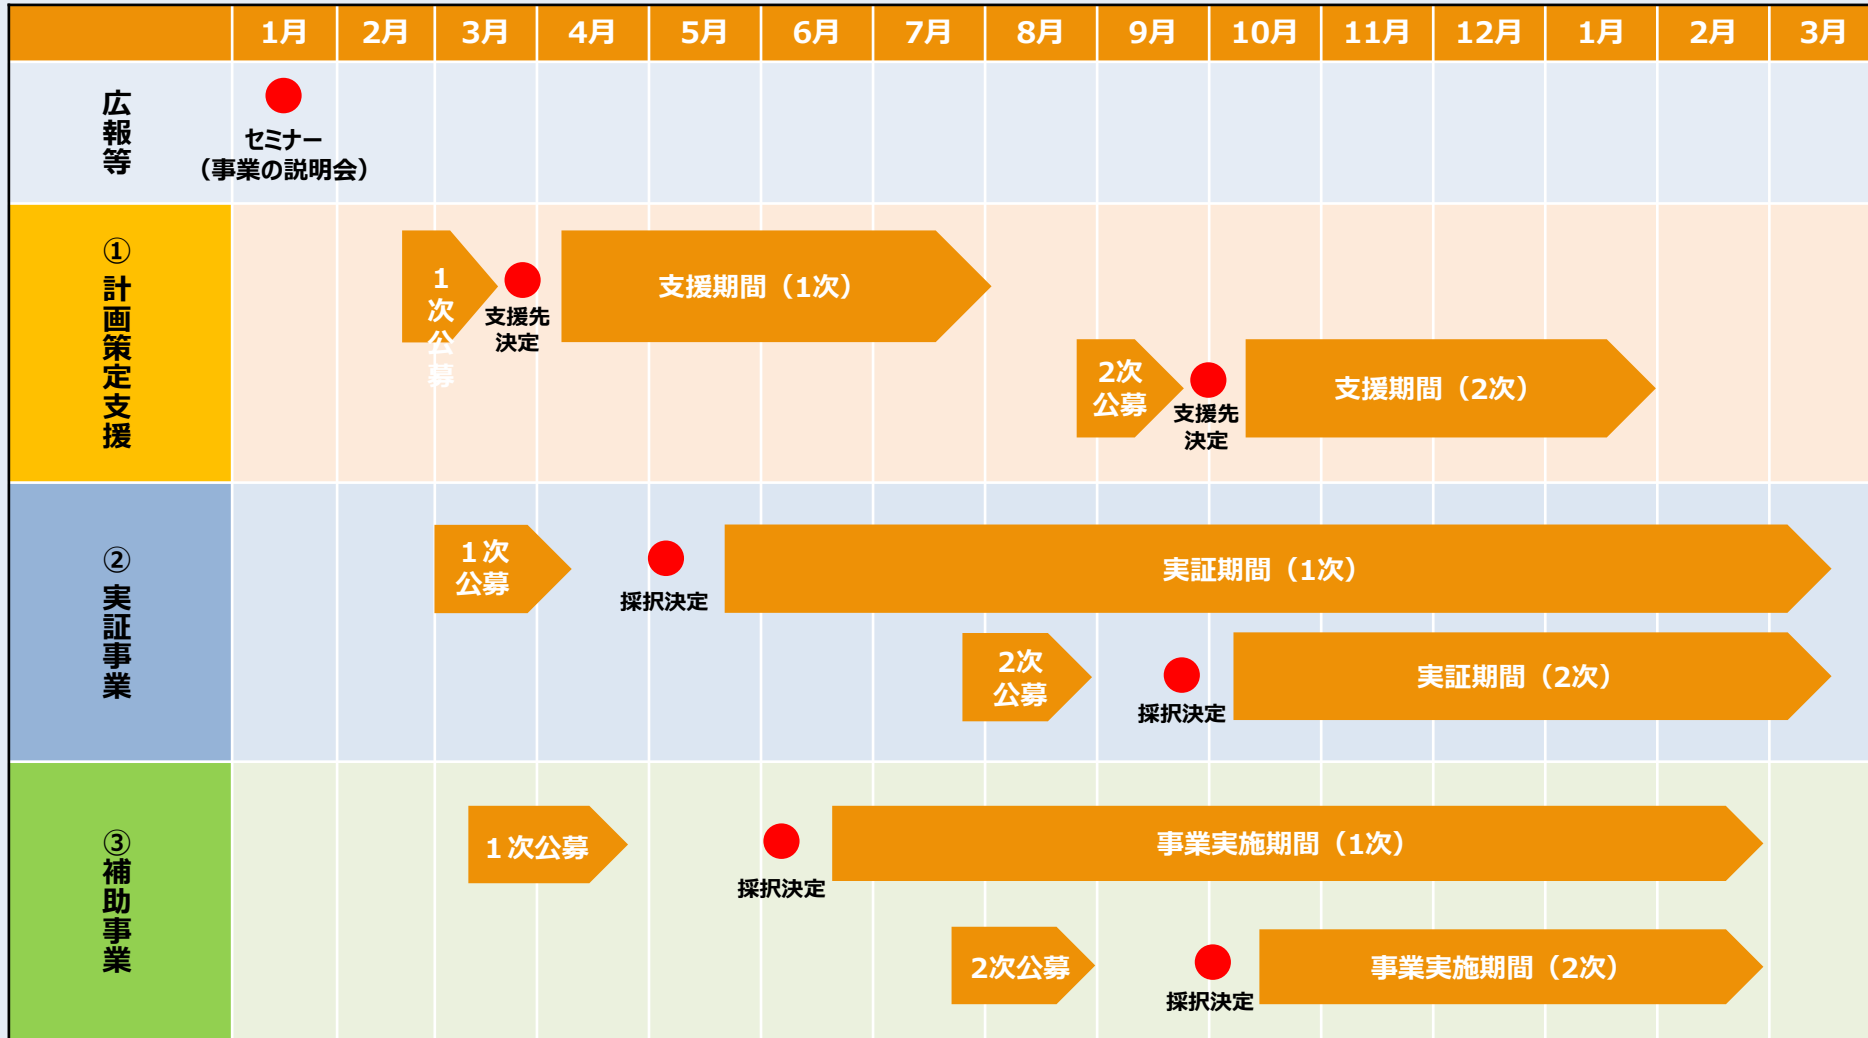 1月 2月 3月 4月 5月 6月 7月 8月 9月 10月 11月 12月 1月 2月 3月
広報等
セミナー
（事業の説明会）
①計画策定支援
1
次
公
募
支援先
決定
支援期間（1次）
2次
公募
支援先
決定
支援期間（2次）
②実証事業
１次
公募
採択決定
実証期間（1次）
2次
公募
採択決定
実証期間（2次）
③補助事業
１次公募
採択決定
事業実施期間（1次）
2次公募
採択決定
事業実施期間（2次）